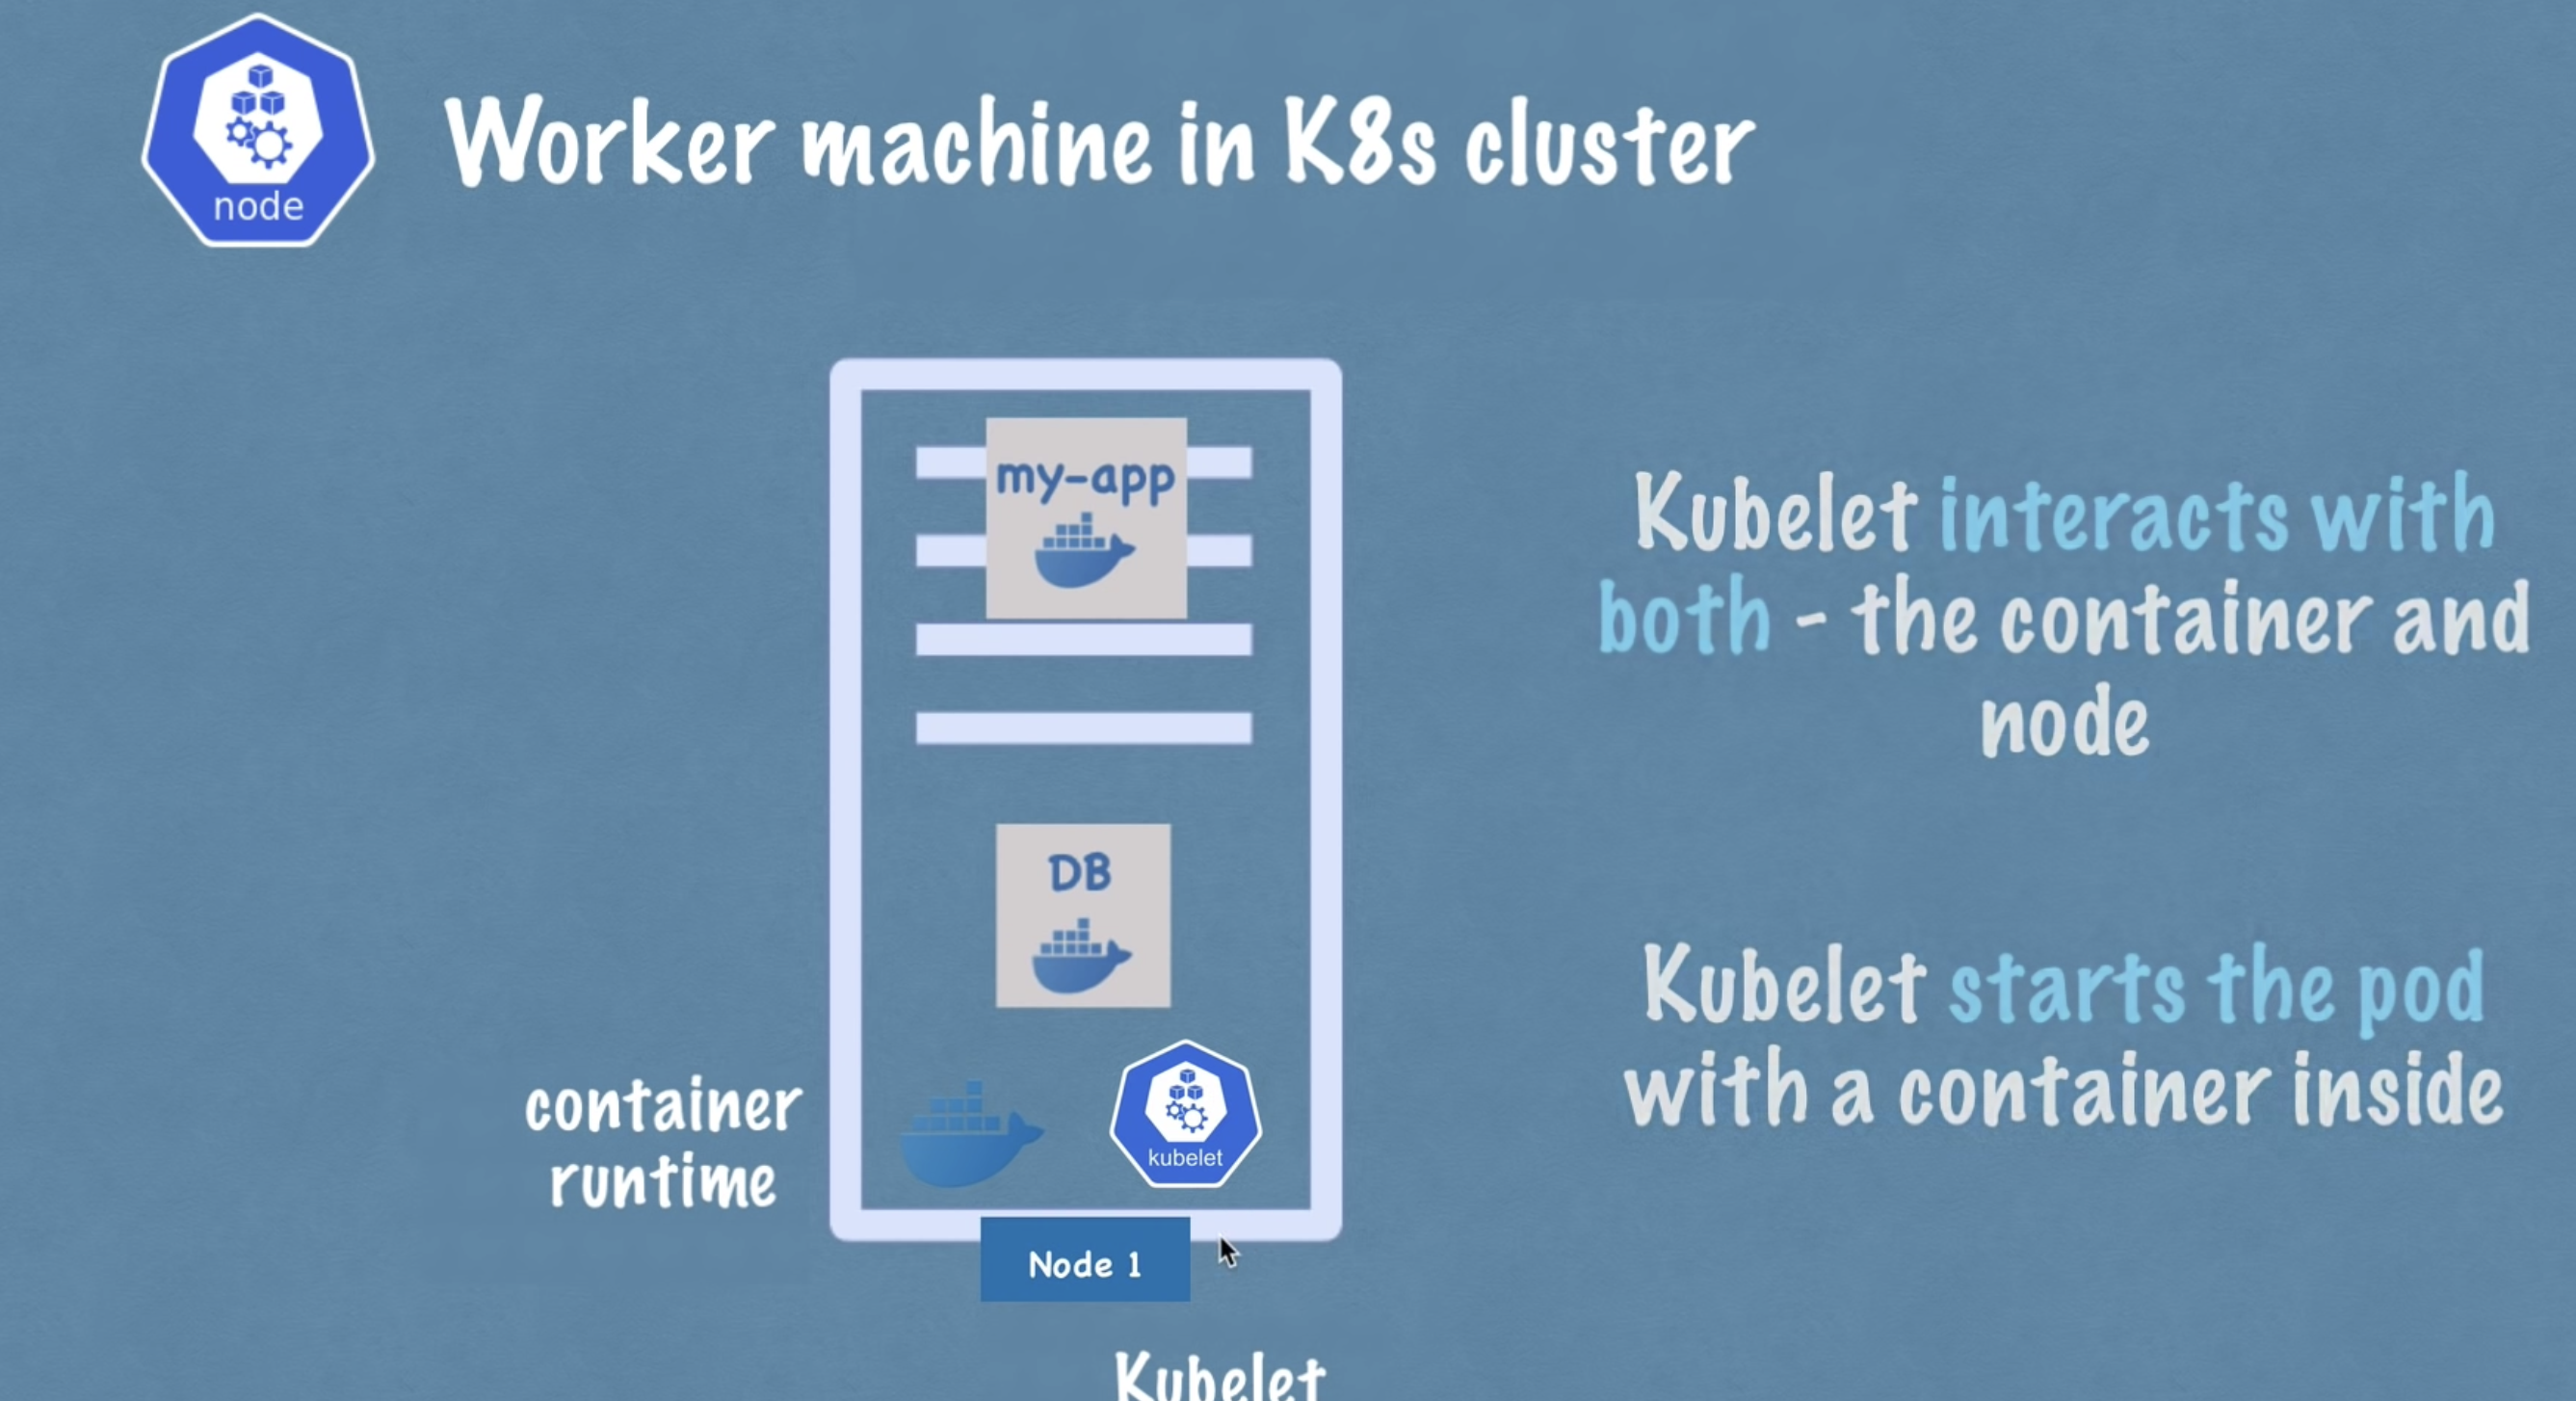 node
Worker machine in K8s cluster
my-app
Kubelet interacts with
both - the container and
node
DB
Kubelet starts the pod
with a container inside
container
runtime
kubelet
Node 1
Kubelet